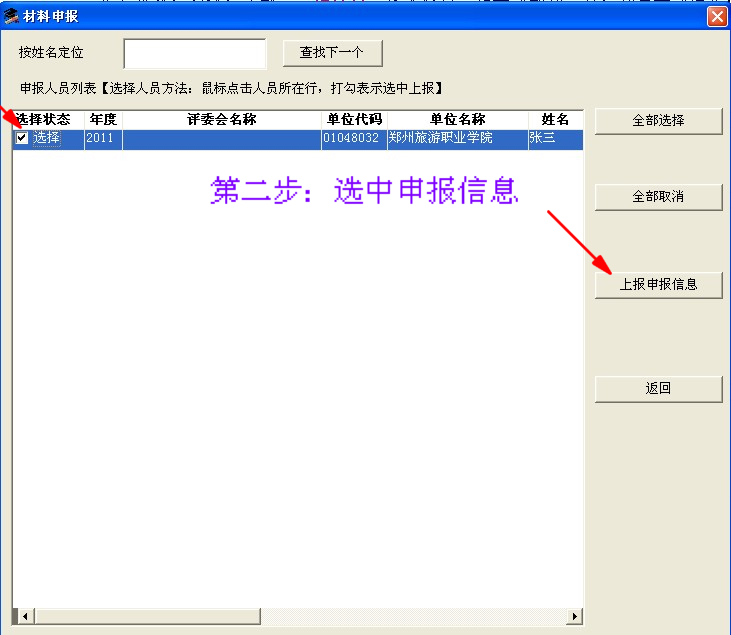 材料申报
按姓名定位
查找下一个
申报人员列表【选择人员方法：鼠标点击人员所在行，打勾表示选中上报】
选择状态 年度 评委会名称 单位代码 单位名称 姓名
选择 2011 01048032 郑州旅游职业学院 张三
全部选择
第二步：选中申报信息
全部取消
上报申报信息
返回